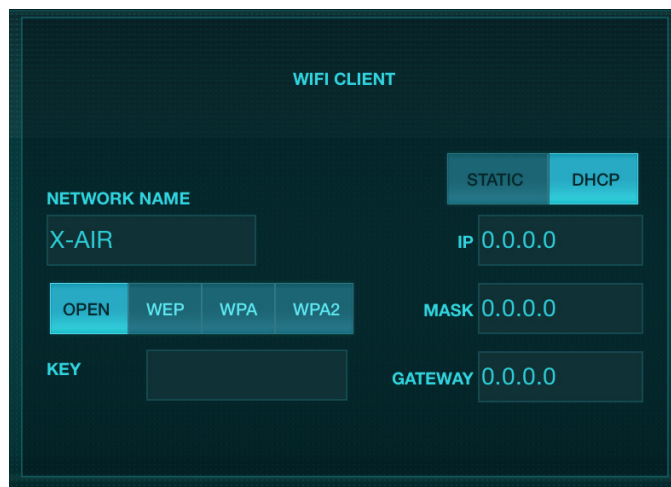 WIFI CLIENT
STATIC DHCP
NETWORK NAME
X-AIR
IP 0.0.0.0
OPEN WEP WPA WPA2
MASK 0.0.0.0
KEY
GATEWAY 0.0.0.0